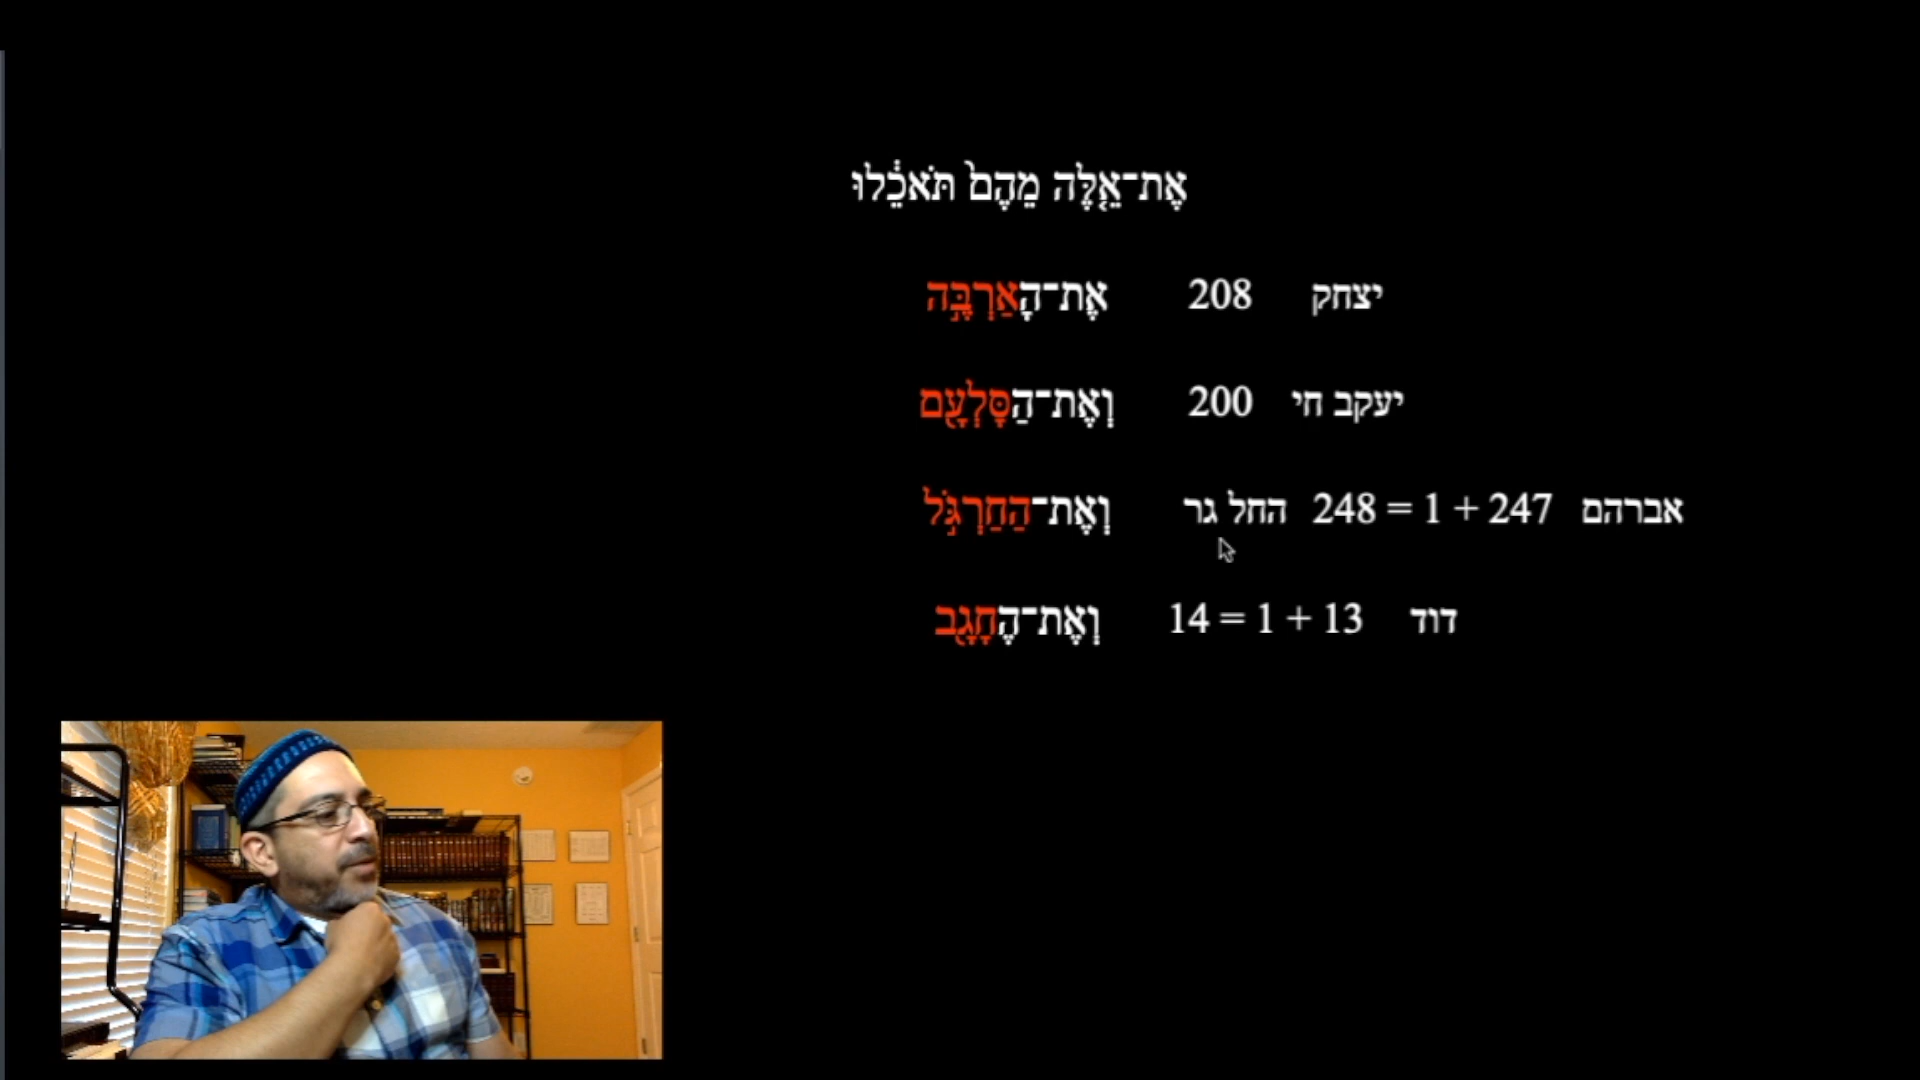 אֶת־אֵ֤לֶּה מֵהֶם֙ תֹּאכֵ֔לוּ
אֶת־הָאַרְבֶּ֣ה 208 יצחק
וְאֶת־הַסָּלְעָ֖ם 200 יעקב חי
וְאֶת־הַחַרְגֹּ֣ל החל גר 248 = 1 + 247 אברהם
וְאֶת־הֶחָגָ֖ב 14 = 1 + 13 דוד